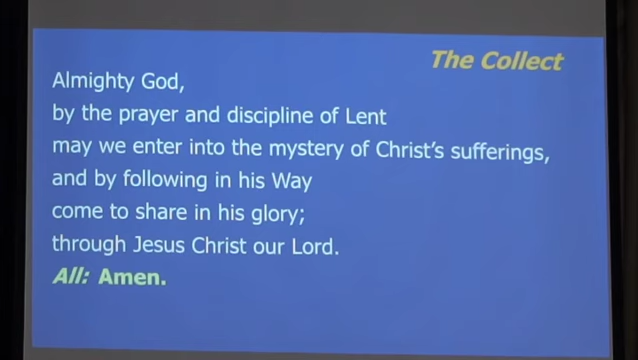 The Collect
Almighty God,
by the prayer and discipline of Lent
may we enter into the mystery of Christ's sufferings,
and by following in his Way
come to share in his glory;
through Jesus Christ our Lord.
All: Amen.